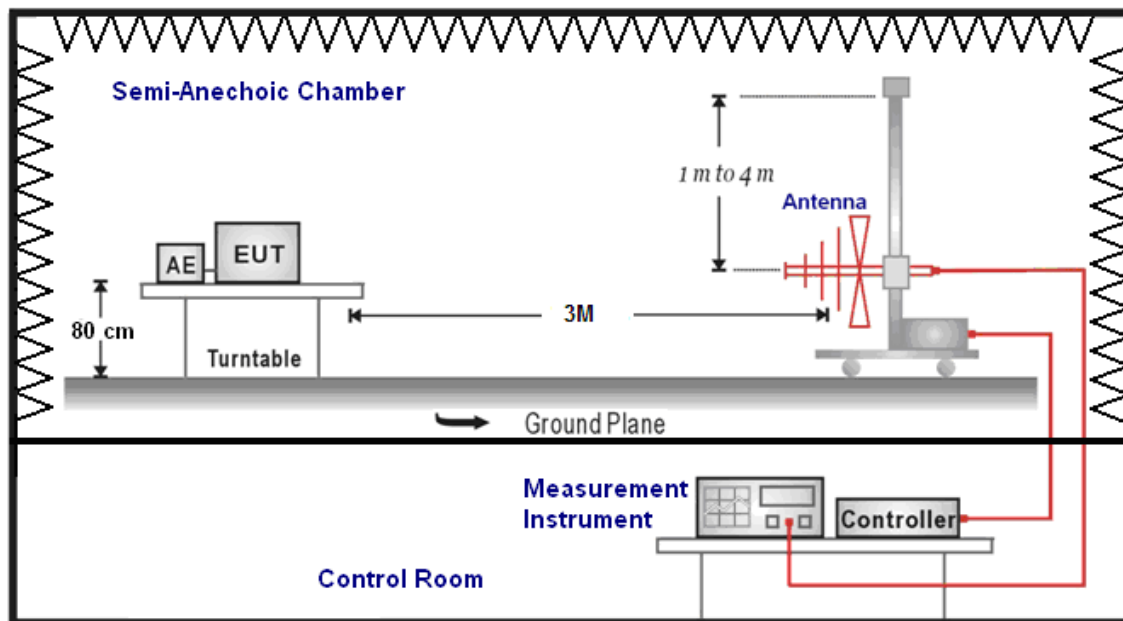 Semi-Anechoic Chamber
1 m to 4 m
Antenna
AE
EUT
80 cm
3M
Turntable
Ground Plane
Measurement
Instrument
Controller
Control Room